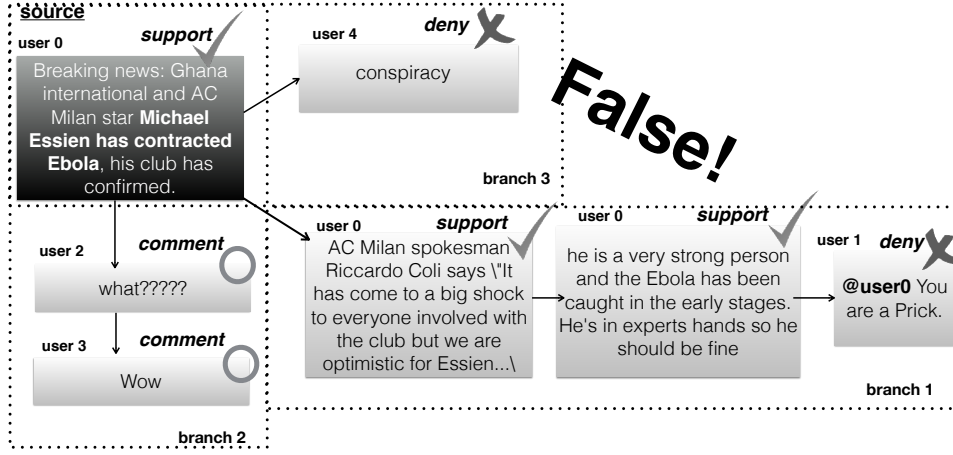 source
user 0
support
Breaking news: Ghana
international and AC
Milan star Michael
Essien has contracted
Ebola, his club has
confirmed.
user 4
deny
conspiracy
branch 3
False!
user 2
comment
what?????
user 3
comment
Wow
branch 2
user 0
support
AC Milan spokesman
Riccardo Coli says \"It
has come to a big shock
to everyone involved with
the club but we are
optimistic for Essien...\
user 0
support
he is a very strong person
and the Ebola has been
caught in the early stages.
He's in experts hands so he
should be fine
user 1
deny
@user0 You
are a Prick.
branch 1